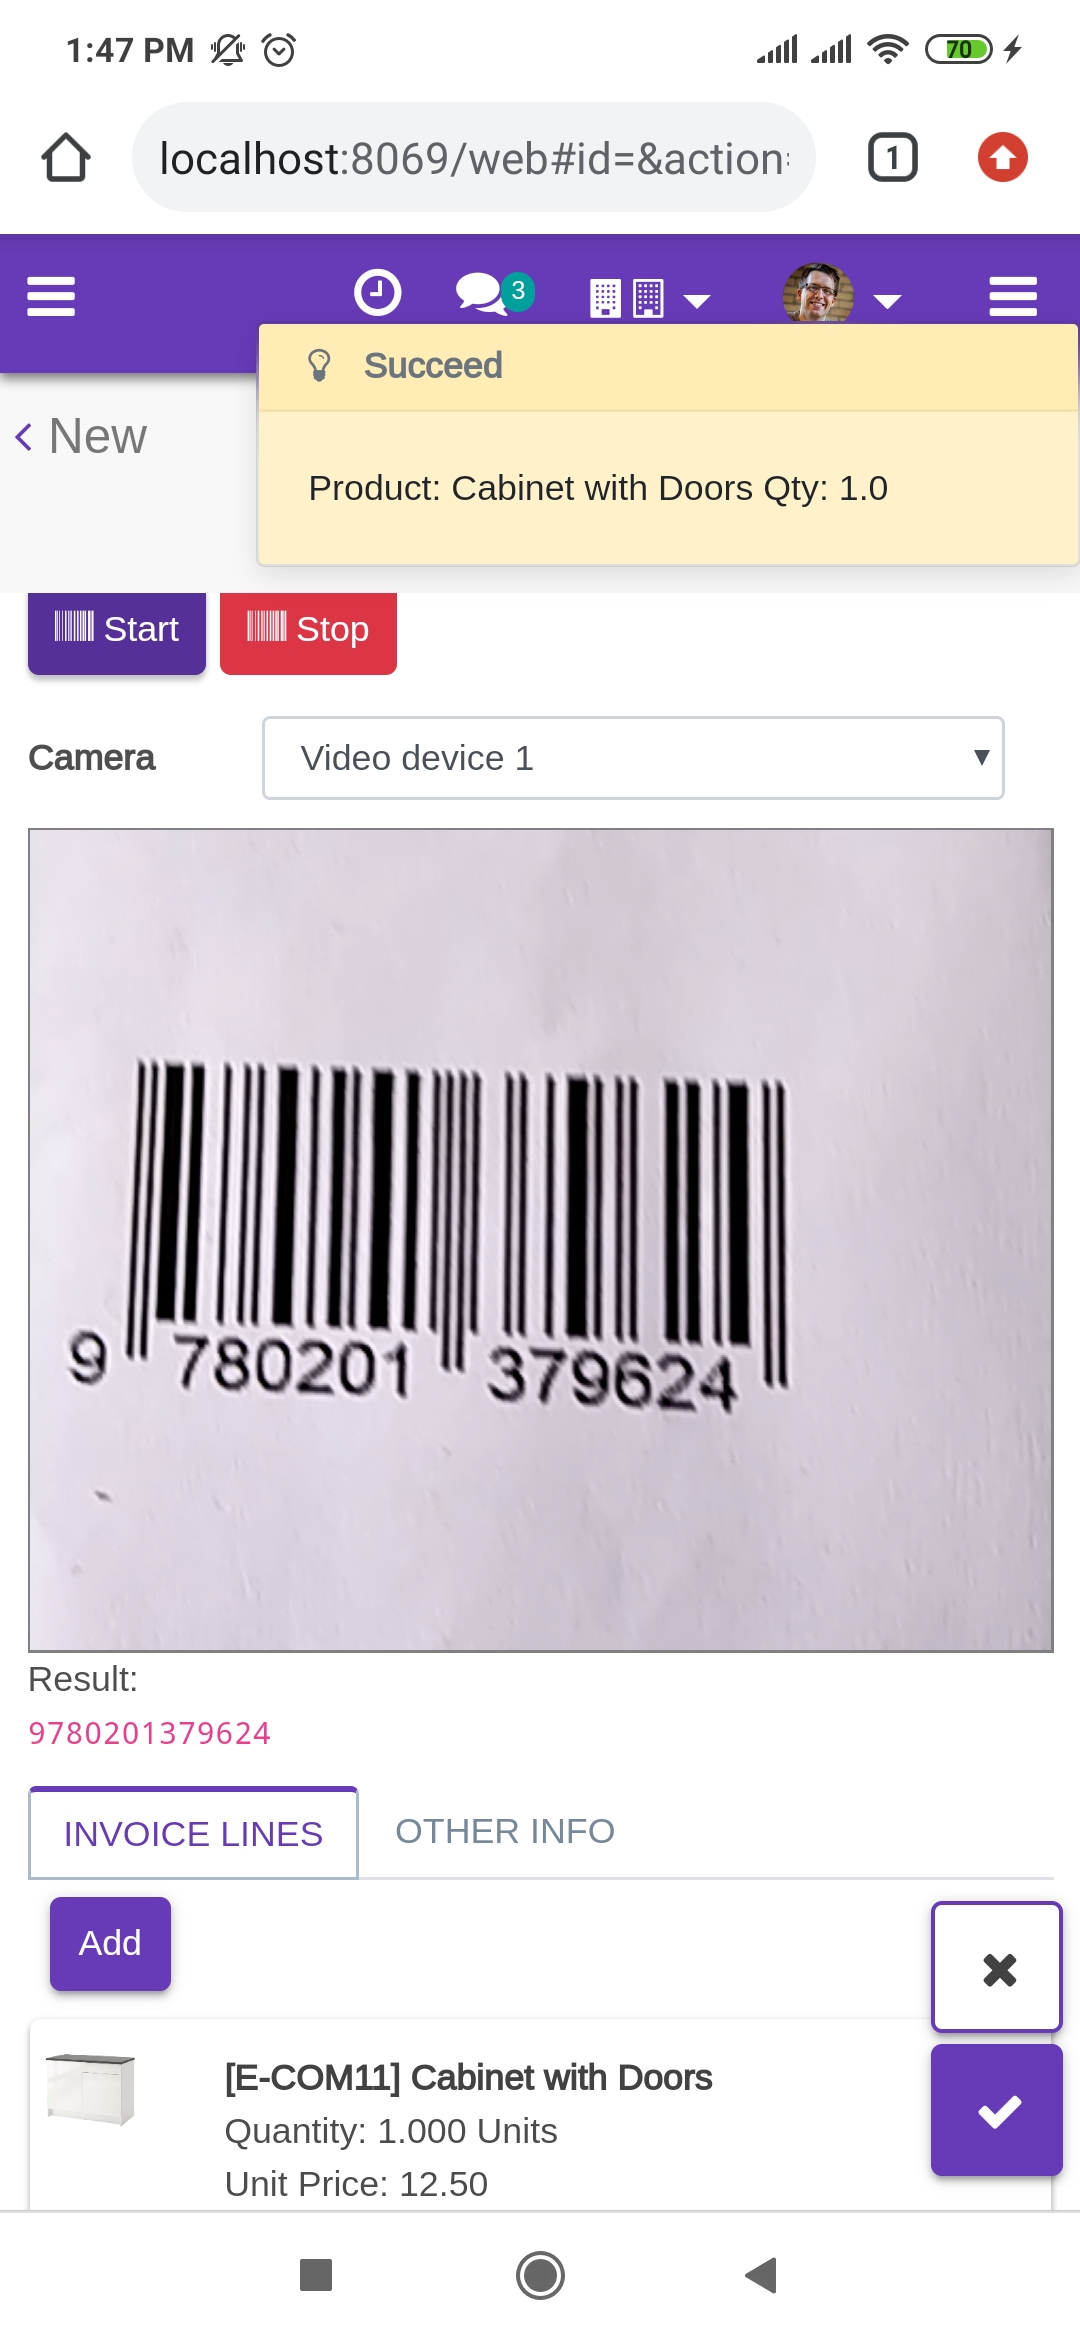 1:47 PM
70
localhost:8069/web#id=&action
1
3
Succeed
New
Product: Cabinet with Doors Qty: 1.0
Start
Stop
Camera
Video device 1
9 780201 379624
Result:
9780201379624
INVOICE LINES
OTHER INFO
Add
[E-COM11] Cabinet with Doors
Quantity: 1.000 Units
Unit Price: 12.50